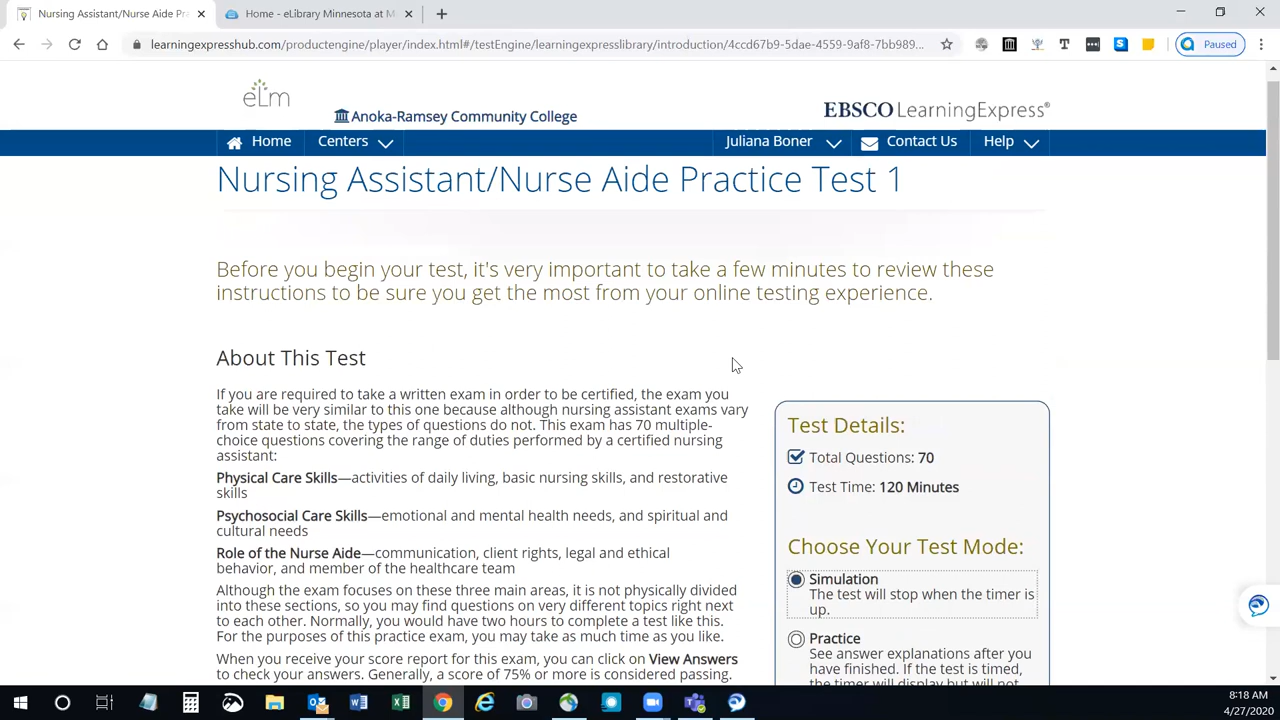 Nursing Assistant/Nurse Aide Pra
Home - eLibrary Minnesota at M
learningexpresshub.com/productengine/player/index.html#/testEngine/learningexpresslibrary/introduction/4ccd67b9-5dae-4559-9af8-7bb989...
Paused
elm
Anoka-Ramsey Community College
EBSCO LearningExpress®
Home
Centers
Juliana Boner
Contact Us
Help
Nursing Assistant/Nurse Aide Practice Test 1
Before you begin your test, it's very important to take a few minutes to review these
instructions to be sure you get the most from your online testing experience.
About This Test
If you are required to take a written exam in order to be certified, the exam you
take will be very similar to this one because although nursing assistant exams vary
from state to state, the types of questions do not. This exam has 70 multiple-
choice questions covering the range of duties performed by a certified nursing
assistant:
Physical Care Skills—activities of daily living, basic nursing skills, and restorative
skills
Psychosocial Care Skills—emotional and mental health needs, and spiritual and
cultural needs
Role of the Nurse Aide—communication, client rights, legal and ethical
behavior, and member of the healthcare team
Although the exam focuses on these three main areas, it is not physically divided
into these sections, so you may find questions on very different topics right next
to each other. Normally, you would have two hours to complete a test like this.
For the purposes of this practice exam, you may take as much time as you like.
When you receive your score report for this exam, you can click on View Answers
to check your answers. Generally, a score of 75% or more is considered passing.
Test Details:
Total Questions: 70
Test Time: 120 Minutes
Choose Your Test Mode:
Simulation
The test will stop when the timer is
up.
Practice
See answer explanations after you
have finished. If the test is timed,
the timer will display but will not
8:18 AM
4/27/2020